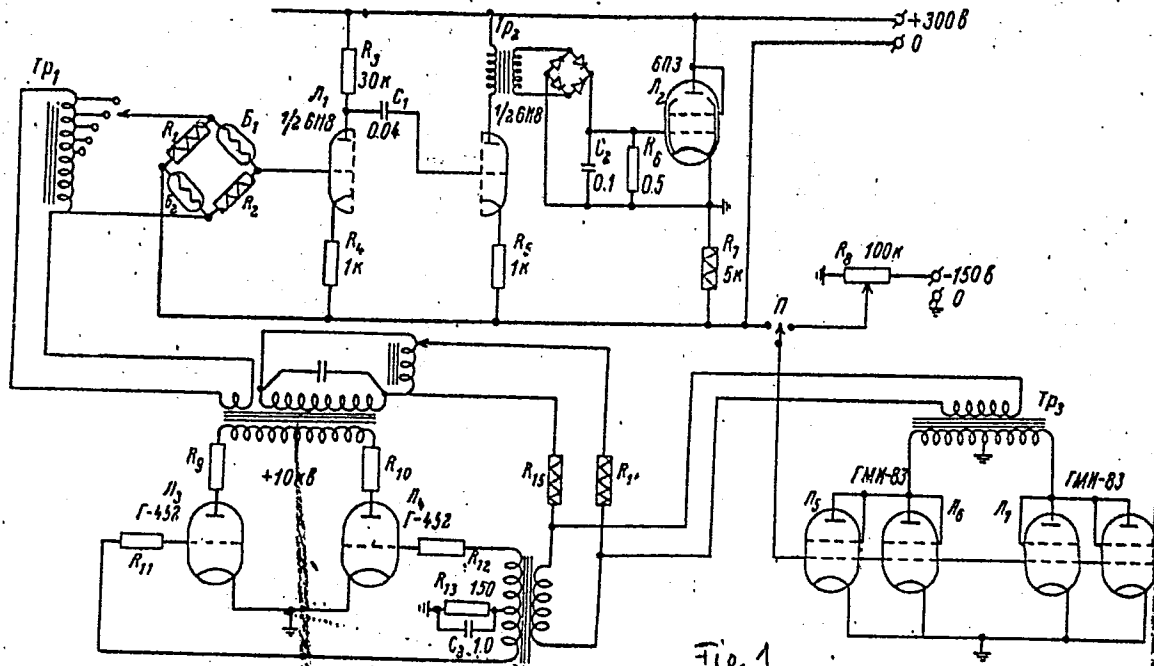 +300в
0
Тр₁
R₃
30к
Л₁
1/2 6Н8
C₁
0.04
Тр₂
1/2 6Н8
6П3
Л₂
R₁
Б₁
Б₂
R₂
C₂
0.1
R₆
0.5
R₄
1к
R₅
1к
R₇
5к
R₈ 100к
-150в
0
П
Тр₃
R₉
+10кв
R₁₀
R₁₅
Л₃
Г-452
Л₄
Г-452
R₁₁
R₁₂
R₁₃ 150
C₃ 1.0
ГМИ-83
ГМИ-83
Л₅
Л₆
Л₇
Fig. 1